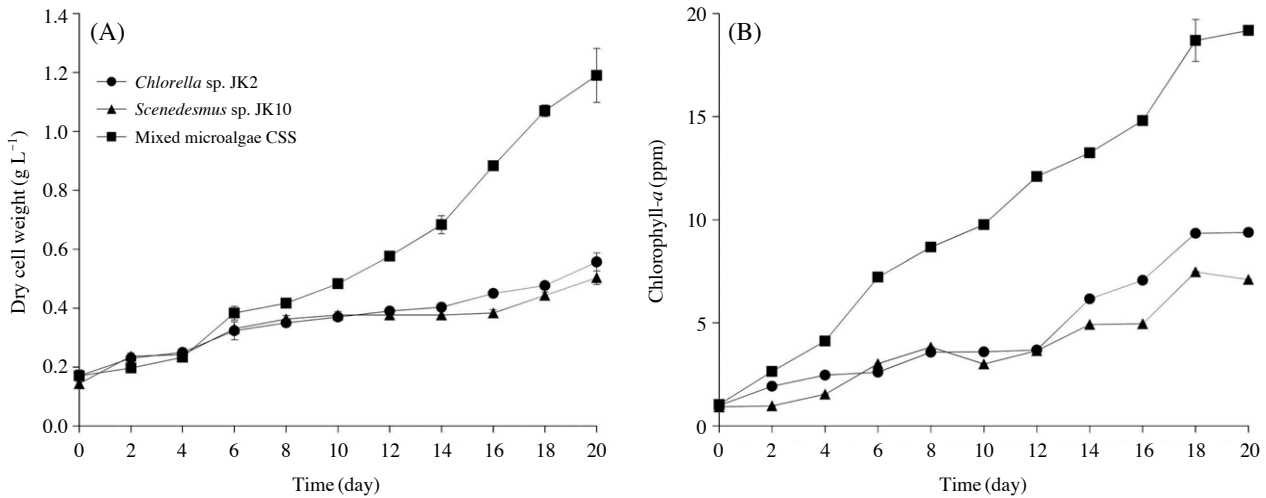 (A)
1.4
1.2
1.0
0.8
0.6
0.4
0.2
0.0
Dry cell weight (g L⁻¹)
Chlorella sp. JK2
Scenedesmus sp. JK10
Mixed microalgae CSS
0 2 4 6 8 10 12 14 16 18 20
Time (day)
(B)
20
15
10
5
0
Chlorophyll-a (ppm)
0 2 4 6 8 10 12 14 16 18 20
Time (day)